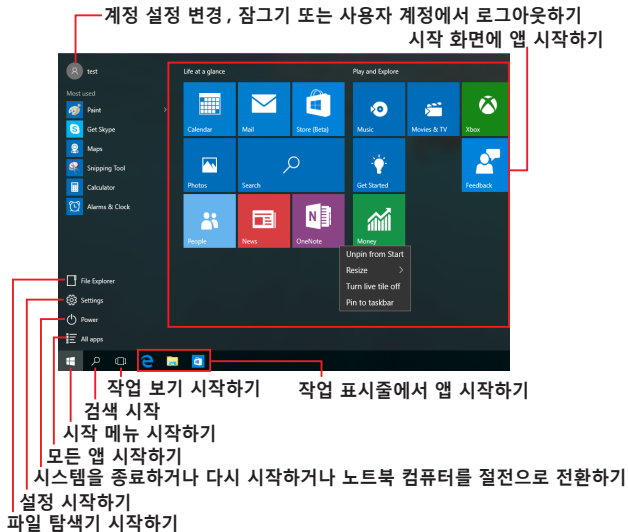 계정 설정 변경, 잠그기 또는 사용자 계정에서 로그아웃하기
시작 화면에 앱 시작하기
test
Life at a glance
Play and Explore
Most used
Paint
Get Skype
Maps
Snipping Tool
Calculator
Alarms & Clock
Calendar
Mail
Store (Beta)
Music
Movies & TV
Xbox
Photos
Search
Get Started
Feedback
People
News
OneNote
Money
Unpin from Start
Resize
Turn live tile off
Pin to taskbar
File Explorer
Settings
Power
All apps
작업 보기 시작하기
작업 표시줄에서 앱 시작하기
검색 시작
시작 메뉴 시작하기
모든 앱 시작하기
시스템을 종료하거나 다시 시작하거나 노트북 컴퓨터를 절전으로 전환하기
설정 시작하기
파일 탐색기 시작하기